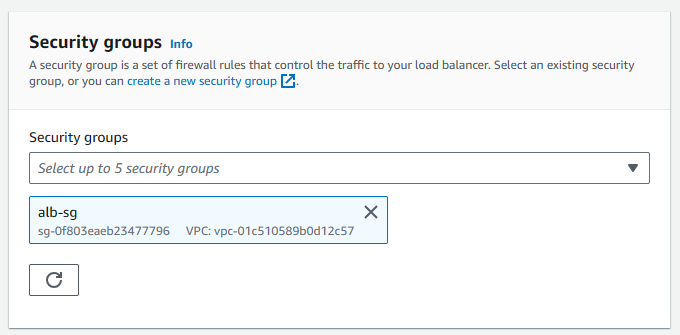 Security groups Info
A security group is a set of firewall rules that control the traffic to your load balancer. Select an existing security
group, or you can create a new security group.
Security groups
Select up to 5 security groups
alb-sg
sg-0f803eaeb23477796 VPC: vpc-01c510589b0d12c57